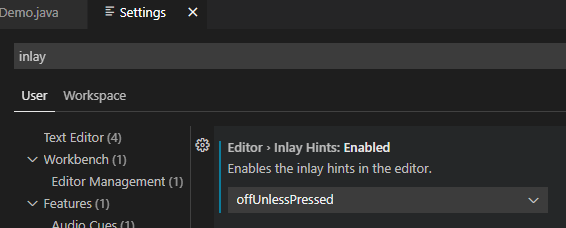 Demo.java
Settings
inlay
User Workspace
Text Editor (4)
Workbench (1)
Editor Management (1)
Features (1)
Audio Cues (1)
Editor › Inlay Hints: Enabled
Enables the inlay hints in the editor.
offUnlessPressed